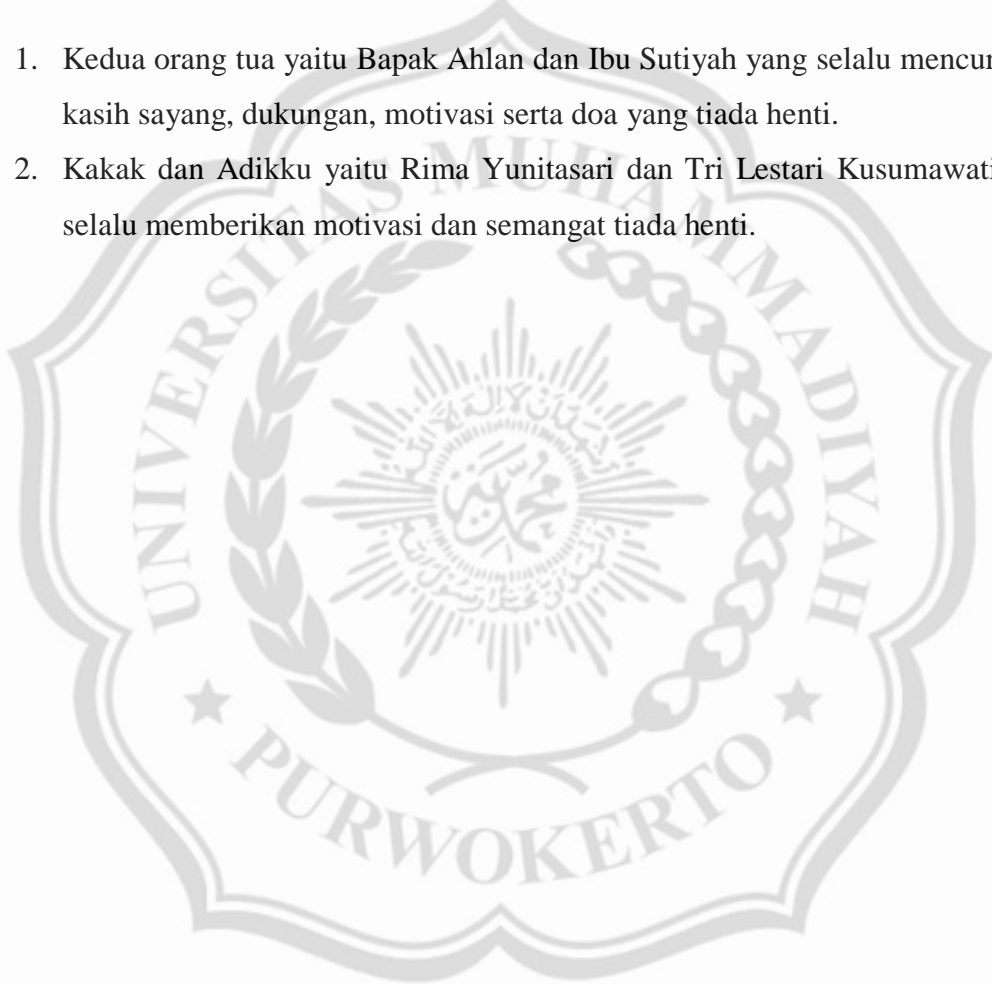 1. Kedua orang tua yaitu Bapak Ahlan dan Ibu Sutiyah yang selalu mencur
kasih sayang, dukungan, motivasi serta doa yang tiada henti.
2. Kakak dan Adikku yaitu Rima Yunitasari dan Tri Lestari Kusumawati
selalu memberikan motivasi dan semangat tiada henti.
UNIVERSITAS MUHAMMADIYAH
محمدية
PURWOKERTO